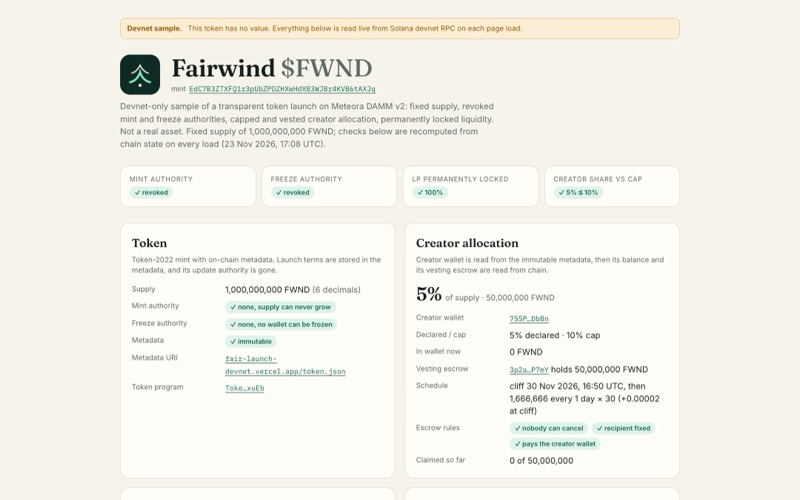 Devnet sample. This token has no value. Everything below is read live from Solana devnet RPC on each page load.
Fairwind $FWND
mint EdC7B3ZTXFQ1r3pUbZPDZHXwHdXB3WJBr4KVB6tAXJq
Devnet-only sample of a transparent token launch on Meteora DAMM v2: fixed supply, revoked
mint and freeze authorities, capped and vested creator allocation, permanently locked liquidity.
Not a real asset. Fixed supply of 1,000,000,000 FWND; checks below are recomputed from
chain state on every load (23 Nov 2026, 17:08 UTC).
MINT AUTHORITY
✓ revoked
FREEZE AUTHORITY
✓ revoked
LP PERMANENTLY LOCKED
✓ 100%
CREATOR SHARE VS CAP
✓ 5% ≤ 10%
Token
Token-2022 mint with on-chain metadata. Launch terms are stored in the
metadata, and its update authority is gone.
Supply 1,000,000,000 FWND (6 decimals)
Mint authority ✓ none, supply can never grow
Freeze authority ✓ none, no wallet can be frozen
Metadata ✓ immutable
Metadata URI fair-launch-
devnet.vercel.app/token.json
Token program Toke…xuEb
Creator allocation
Creator wallet is read from the immutable metadata, then its balance and
its vesting escrow are read from chain.
5% of supply · 50,000,000 FWND
Creator wallet 7SSP…DbBn
Declared / cap 5% declared · 10% cap
In wallet now 0 FWND
Vesting escrow 3p2a…P7mY holds 50,000,000 FWND
Schedule cliff 30 Nov 2026, 16:50 UTC, then
1,666,666 every 1 day × 30 (+0.00002
at cliff)
Escrow rules ✓ nobody can cancel ✓ recipient fixed
✓ pays the creator wallet
Claimed so far 0 of 50,000,000